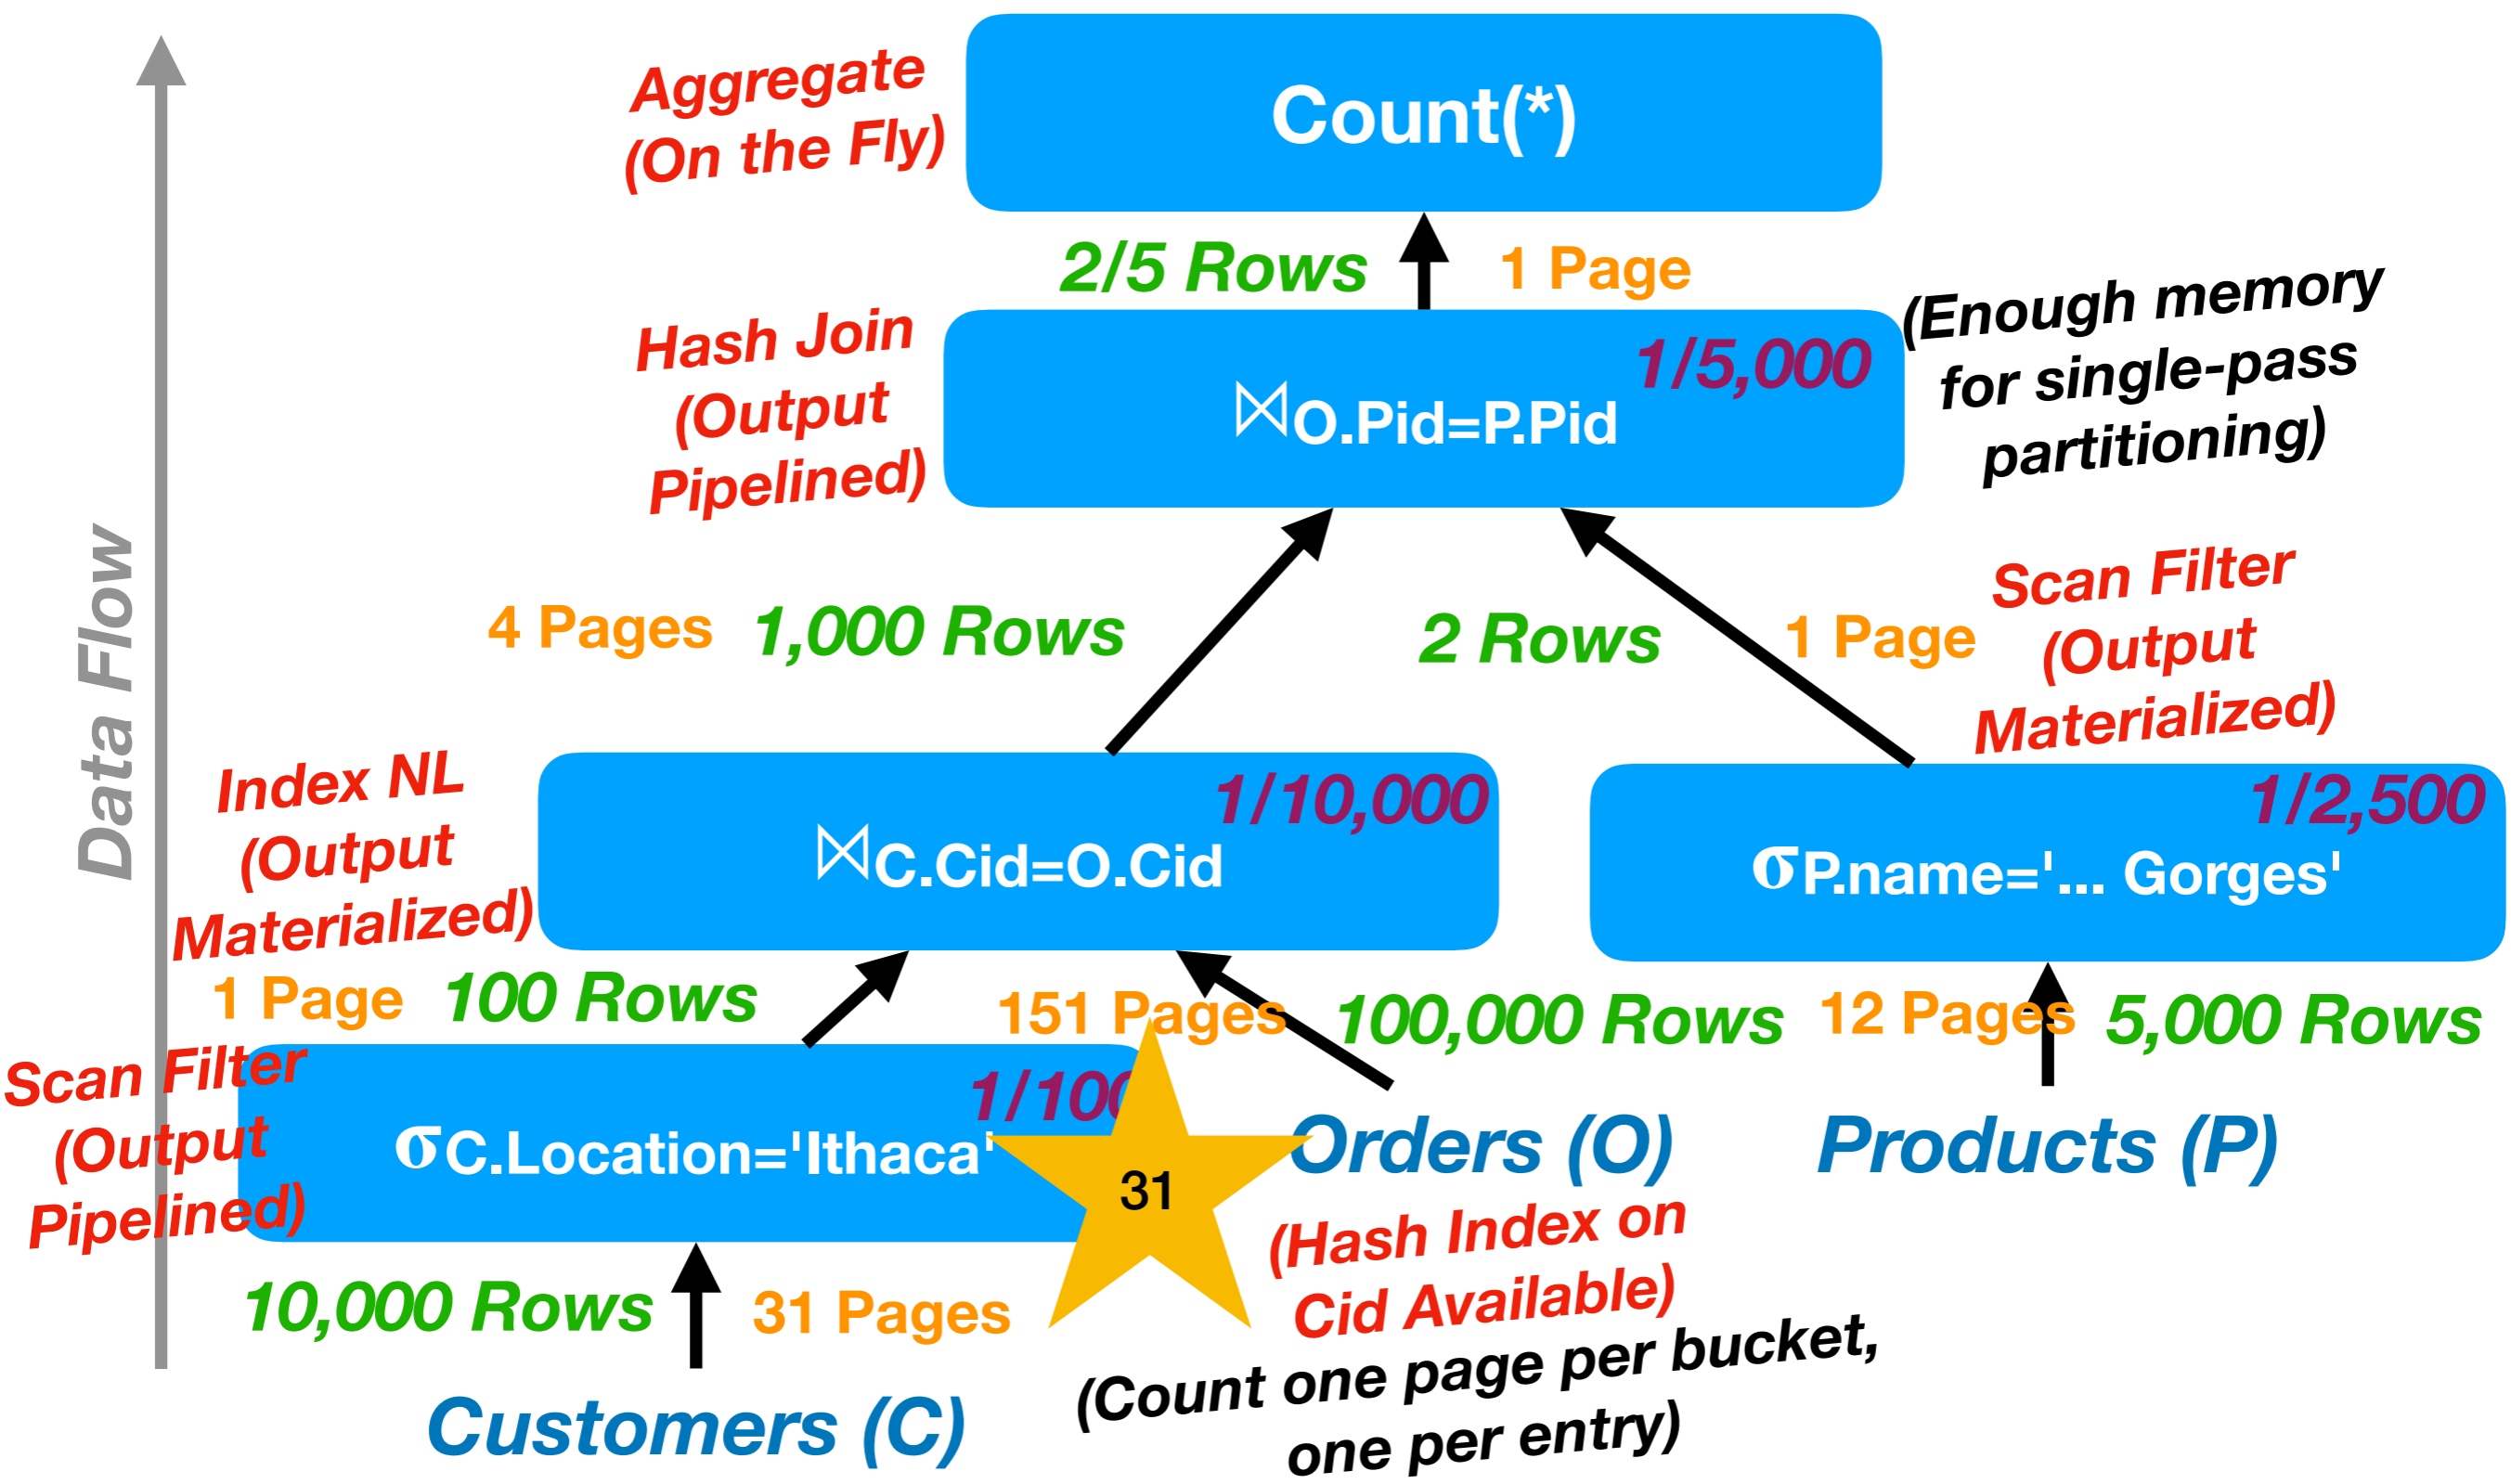 Aggregate
(On the Fly)
Count(*)
2/5 Rows
1 Page
Hash Join
(Output
Pipelined)
⋈O.Pid=P.Pid
1/5,000
(Enough memory
for single-pass
partitioning)
Data Flow
4 Pages
1,000 Rows
2 Rows
1 Page
Scan Filter
(Output
Materialized)
Index NL
(Output
Materialized)
1/10,000
⋈C.Cid=O.Cid
1/2,500
σP.name='... Gorges'
1 Page
100 Rows
151 Pages
100,000 Rows
12 Pages
5,000 Rows
Scan Filter
(Output
Pipelined)
1/100
σC.Location='Ithaca'
31
Orders (O)
Products (P)
(Hash Index on
Cid Available)
(Count one page per bucket,
one per entry)
10,000 Rows
31 Pages
Customers (C)